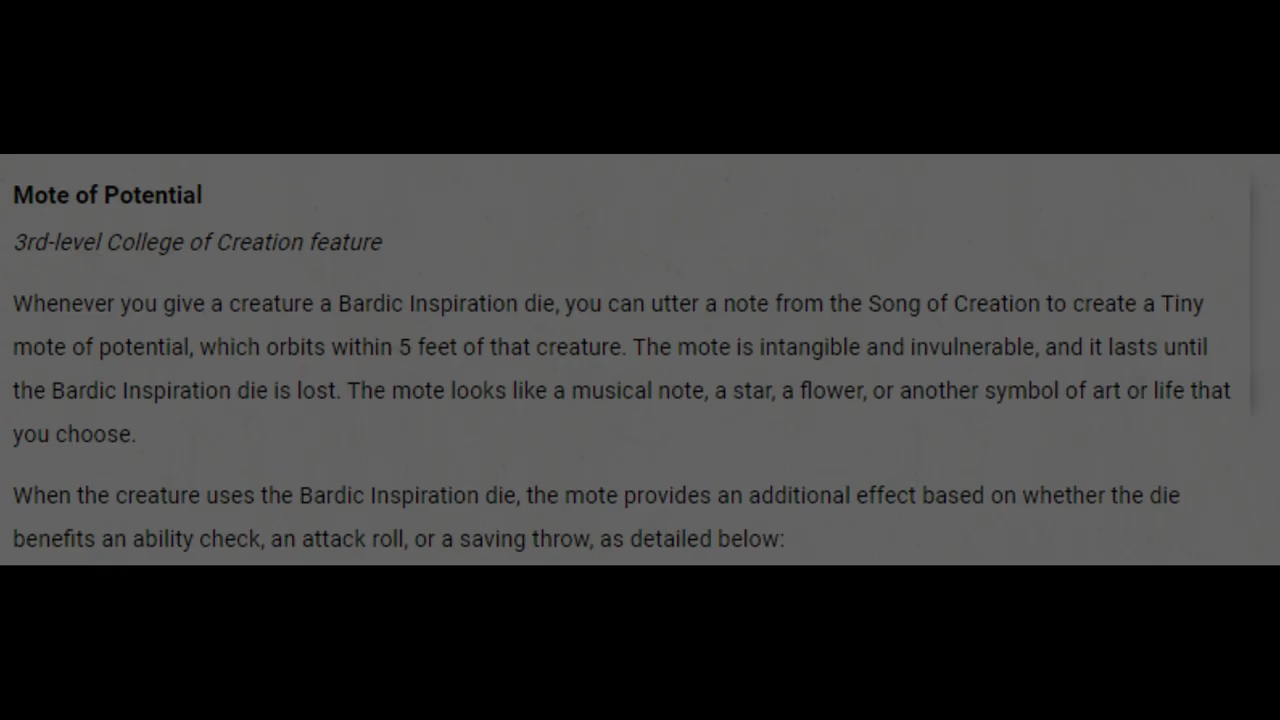 Mote of Potential
3rd-level College of Creation feature
Whenever you give a creature a Bardic Inspiration die, you can utter a note from the Song of Creation to create a Tiny
mote of potential, which orbits within 5 feet of that creature. The mote is intangible and invulnerable, and it lasts until
the Bardic Inspiration die is lost. The mote looks like a musical note, a star, a flower, or another symbol of art or life that
you choose.
When the creature uses the Bardic Inspiration die, the mote provides an additional effect based on whether the die
benefits an ability check, an attack roll, or a saving throw, as detailed below: